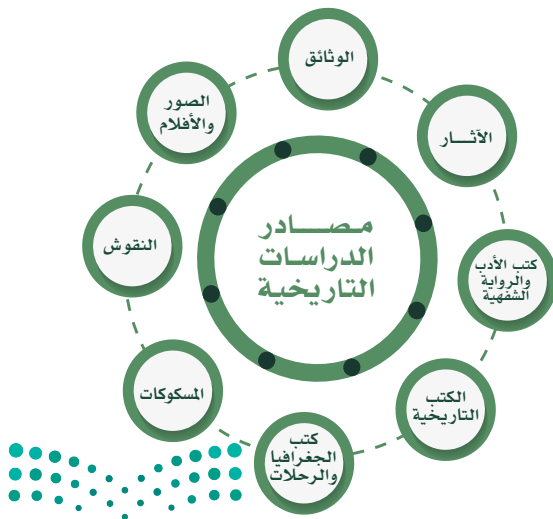 مصادر
الدراسات
التاريخية
الوثائق
الآثار
كتب الأدب
والرواية
الشفهية
الكتب
التاريخية
كتب
الجغرافيا
والرحلات
المسكوكات
النقوش
الصور
والأفلام